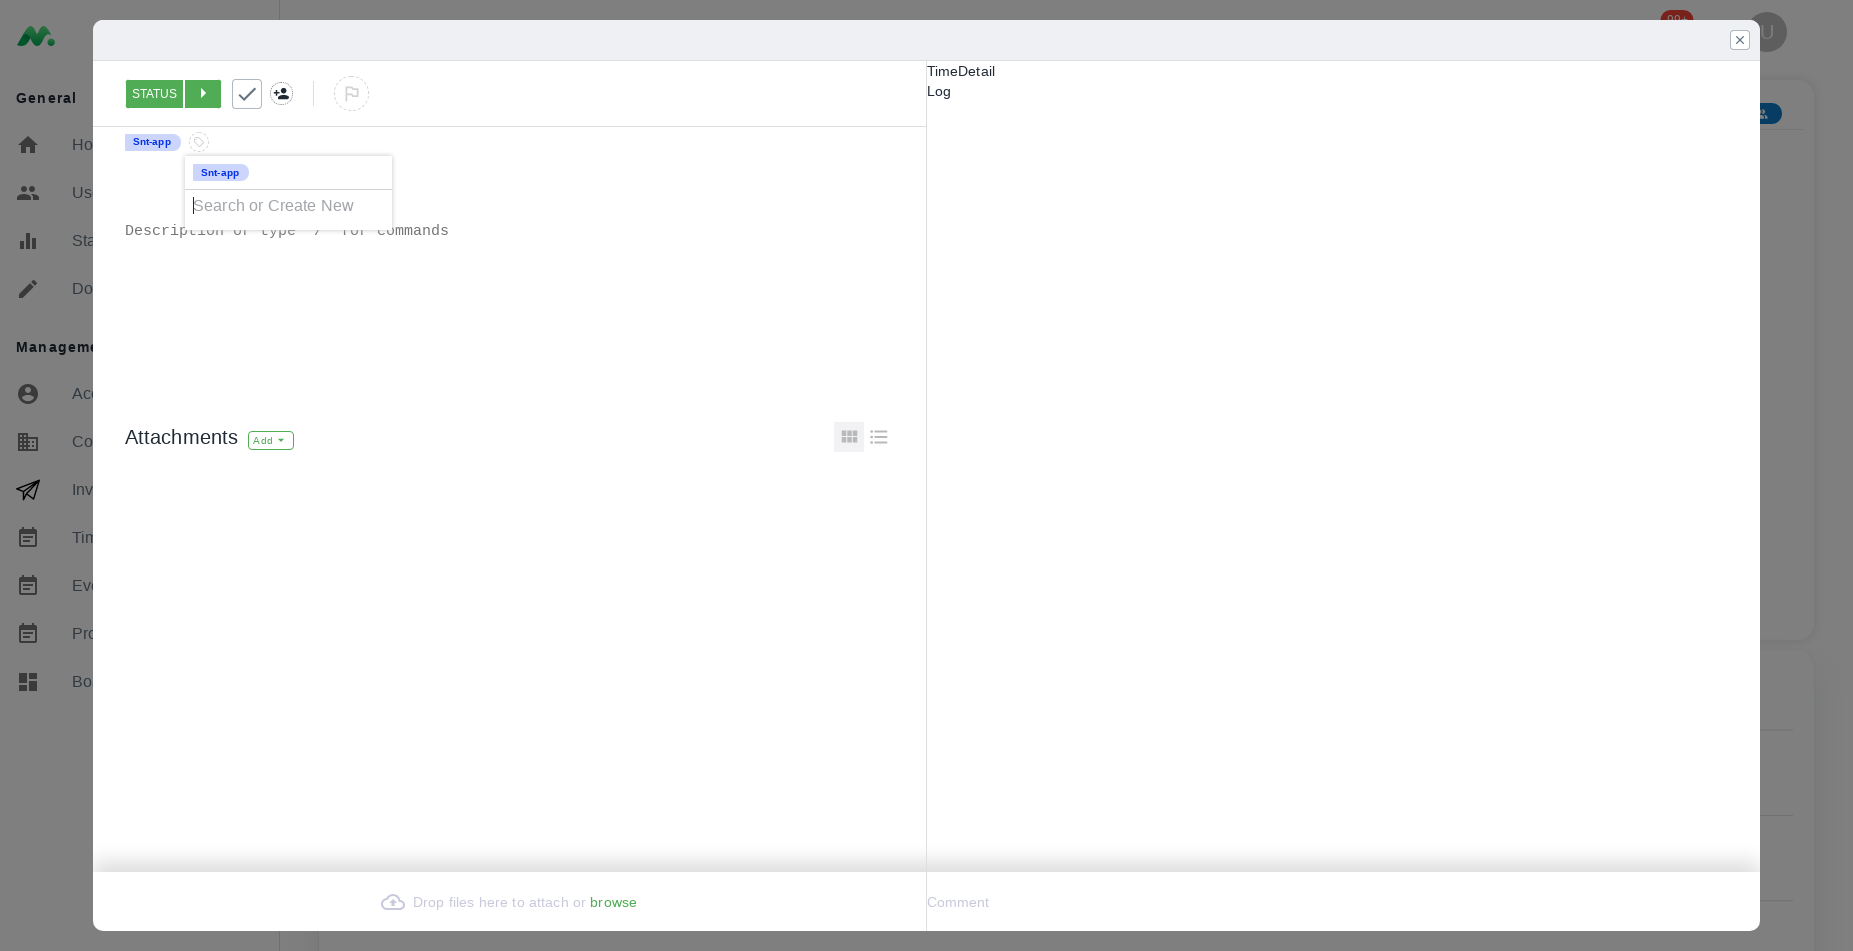 99+
U
General
Ho
Use
Sta
Do
Manageme
Acc
Co
Inv
Tim
Eve
Pro
Bo
STATUS
Snt-app
Snt-app
Search or Create New
Description or type "/" for commands
Attachments
Add
Drop files here to attach or browse
TimeDetail
Log
Comment